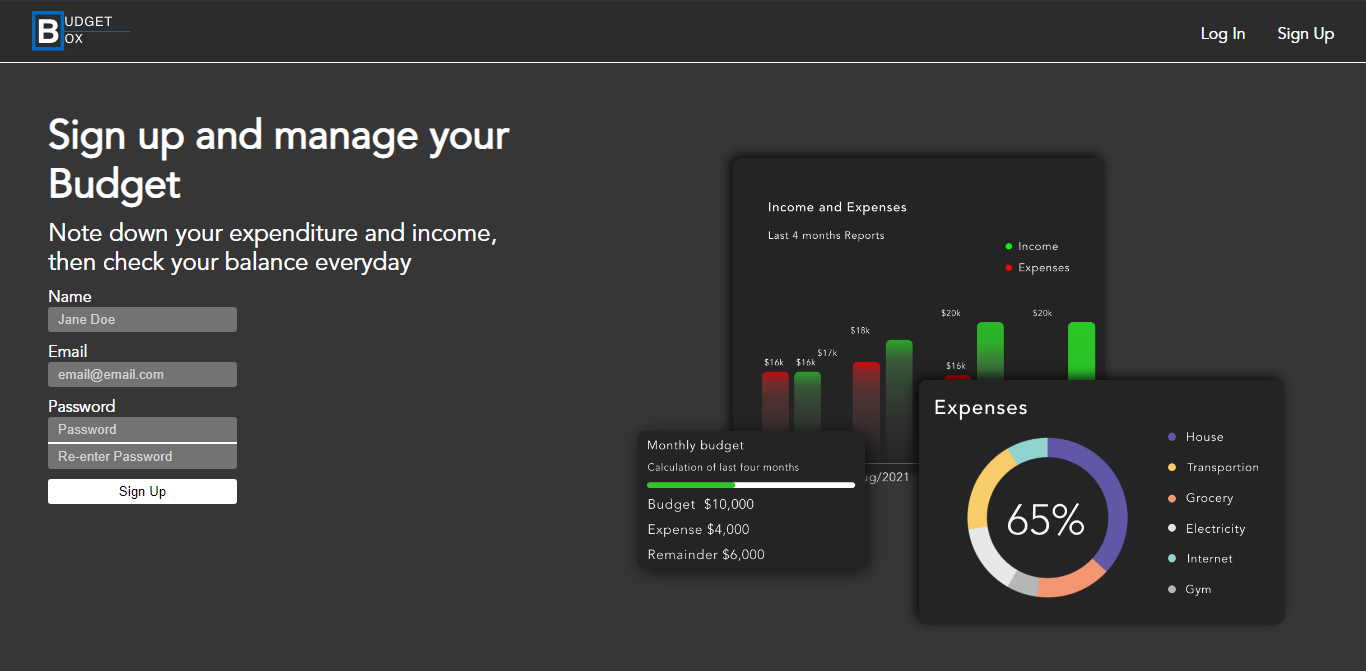 BUDGET
BOX
Log In
Sign Up
Sign up and manage your
Budget
Note down your expenditure and income,
then check your balance everyday
Name
Jane Doe
Email
email@email.com
Password
Password
Re-enter Password
Sign Up
Income and Expenses
Last 4 months Reports
Income
Expenses
$20k
$20k
$18k
$17k
$16k
$16k
$16k
ug/2021
Monthly budget
Calculation of last four months
Budget $10,000
Expense $4,000
Remainder $6,000
Expenses
65%
House
Transportion
Grocery
Electricity
Internet
Gym